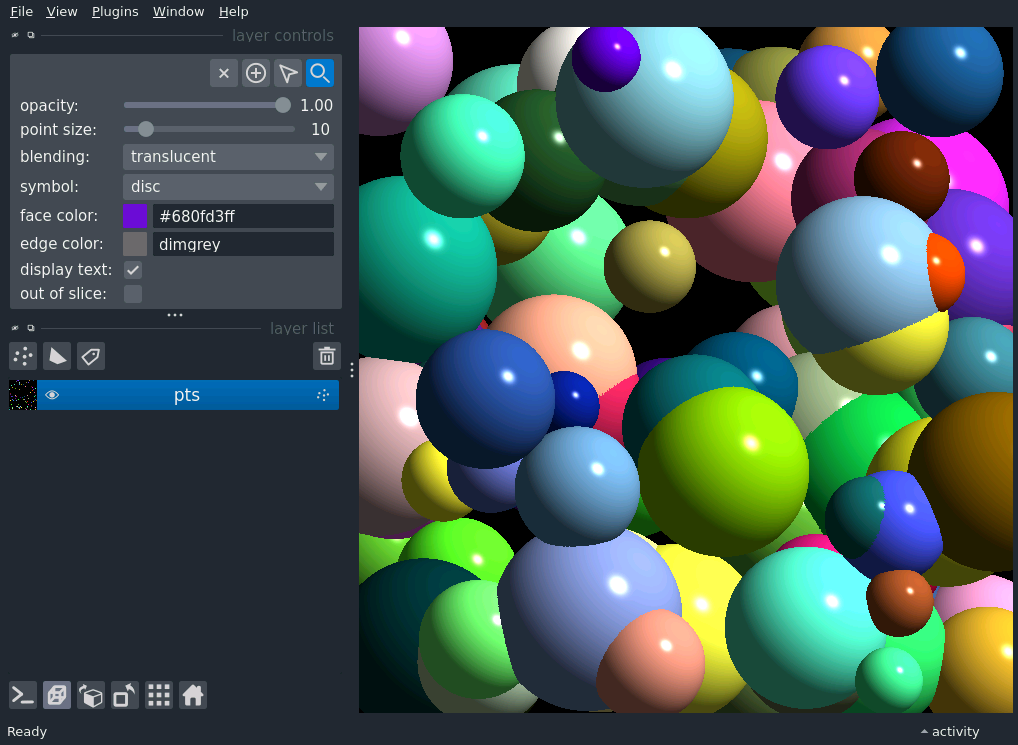 File View Plugins Window Help
layer controls
opacity: 1.00
point size: 10
blending: translucent
symbol: disc
face color: #680fd3ff
edge color: dimgrey
display text:
out of slice:
layer list
pts
Ready
activity